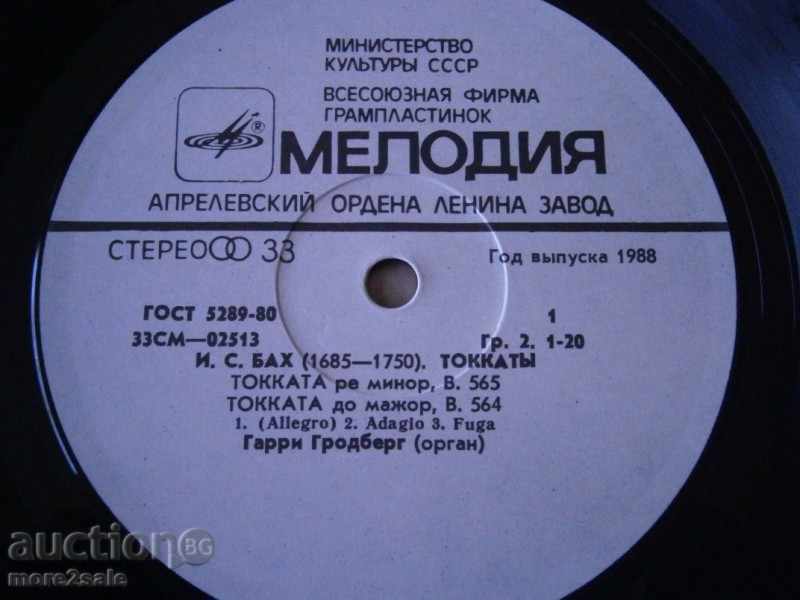 МИНИСТЕРСТВО
КУЛЬТУРЫ СССР
ВСЕСОЮЗНАЯ ФИРМА
ГРАМПЛАСТИНОК
®
МЕЛОДИЯ
АПРЕЛЕВСКИЙ ОРДЕНА ЛЕНИНА ЗАВОД
СТЕРЕО 33 Год выпуска 1988
ГОСТ 5289-80 1
33СМ—02513 Гр. 2. 1-20
И. С. БАХ (1685—1750). ТОККАТЫ
ТОККАТА ре минор, В. 565
ТОККАТА до мажор, В. 564
1. (Allegro) 2. Adagio 3. Fuga
Гарри Гродберг (орган)
auction BG
more2sale